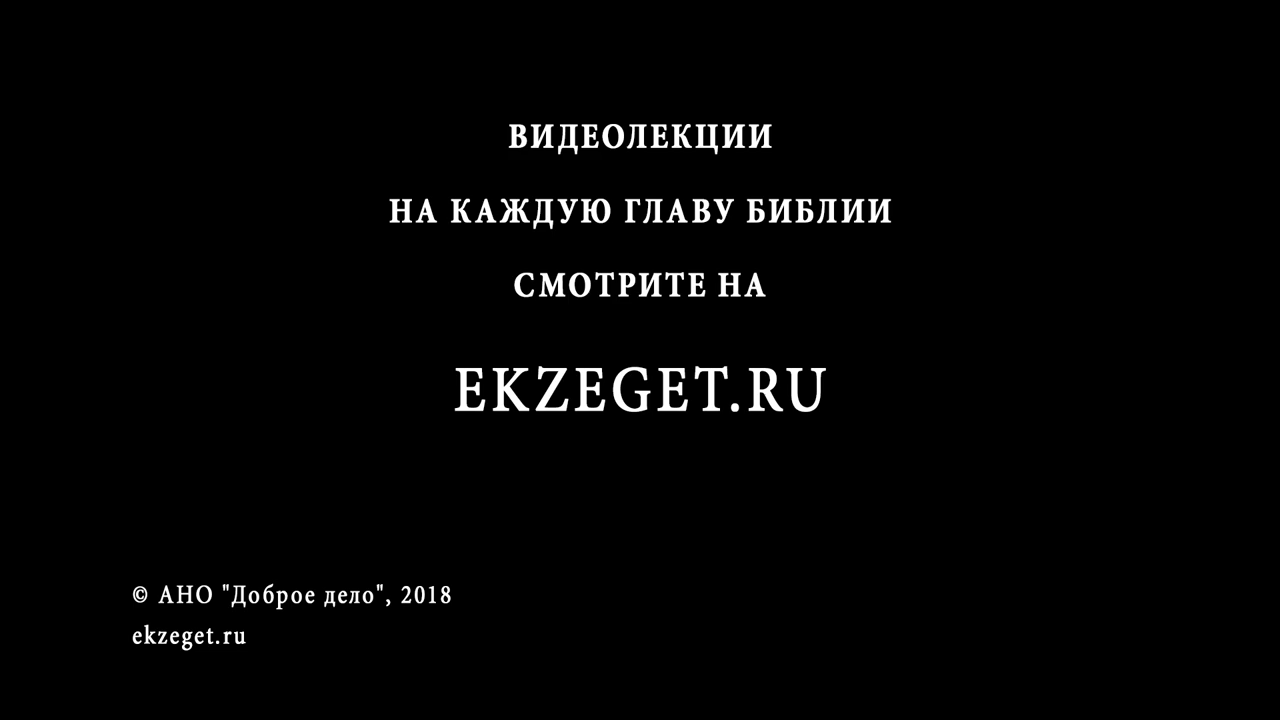 ВИДЕОЛЕКЦИИ
НА КАЖДУЮ ГЛАВУ БИБЛИИ
СМОТРИТЕ НА
EKZEGET.RU
© АНО "Доброе дело", 2018
ekzeget.ru